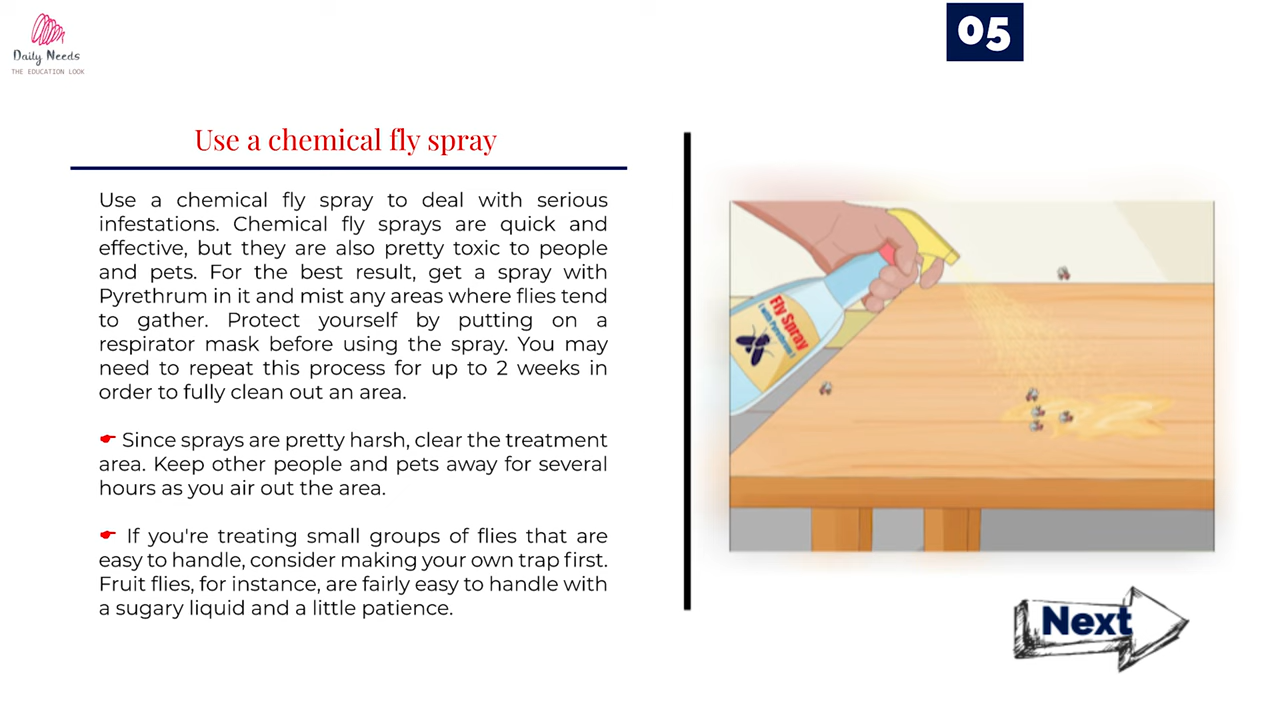 Daily Needs
THE EDUCATION LOOK
05
Use a chemical fly spray
Use a chemical fly spray to deal with serious
infestations. Chemical fly sprays are quick and
effective, but they are also pretty toxic to people
and pets. For the best result, get a spray with
Pyrethrum in it and mist any areas where flies tend
to gather. Protect yourself by putting on a
respirator mask before using the spray. You may
need to repeat this process for up to 2 weeks in
order to fully clean out an area.
Since sprays are pretty harsh, clear the treatment
area. Keep other people and pets away for several
hours as you air out the area.
If you're treating small groups of flies that are
easy to handle, consider making your own trap first.
Fruit flies, for instance, are fairly easy to handle with
a sugary liquid and a little patience.
Fly Spray
(with Pyrethrum)
Next